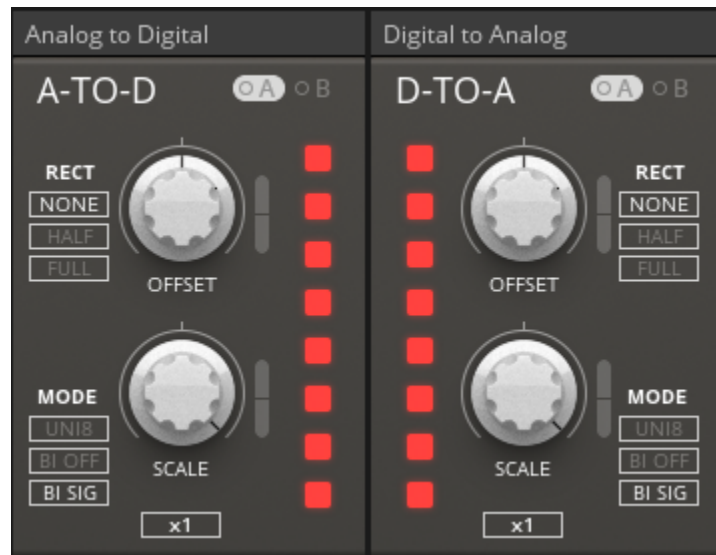 Analog to Digital
A-TO-D
A B
RECT
NONE
HALF
FULL
OFFSET
MODE
UNI8
BI OFF
BI SIG
SCALE
x1
Digital to Analog
D-TO-A
A B
RECT
NONE
HALF
FULL
OFFSET
MODE
UNI8
BI OFF
BI SIG
SCALE
x1